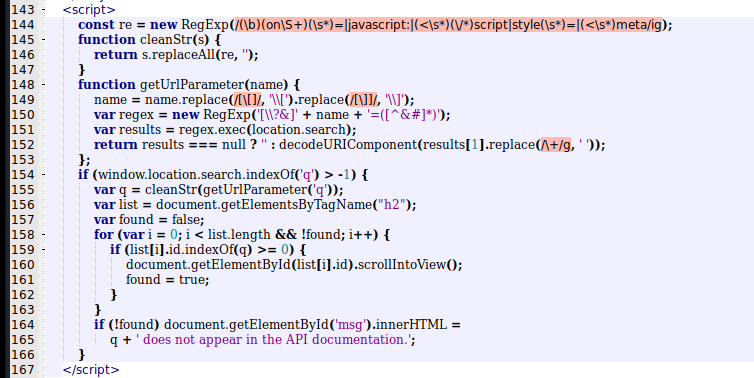 143 - <script>
144 const re = new RegExp(/(\b)(on\S+)(\s*)=|javascript:|(<\s*)(\/*)script|style(\s*)=|(<\s*)meta/ig);
145 - function cleanStr(s) {
146 return s.replaceAll(re, '');
147 }
148 - function getUrlParameter(name) {
149 name = name.replace(/[\[]/, '\\[').replace(/[\]]/, '\\]');
150 var regex = new RegExp('[\\?&]' + name + '=([^&#]*)');
151 var results = regex.exec(location.search);
152 return results === null ? '' : decodeURIComponent(results[1].replace(/\+/g, ' '));
153 };
154 - if (window.location.search.indexOf('q') > -1) {
155 var q = cleanStr(getUrlParameter('q'));
156 var list = document.getElementsByTagName("h2");
157 var found = false;
158 - for (var i = 0; i < list.length && !found; i++) {
159 - if (list[i].id.indexOf(q) >= 0) {
160 document.getElementById(list[i].id).scrollIntoView();
161 found = true;
162 }
163 }
164 if (!found) document.getElementById('msg').innerHTML =
165 q + ' does not appear in the API documentation.';
166 }
167 </script>